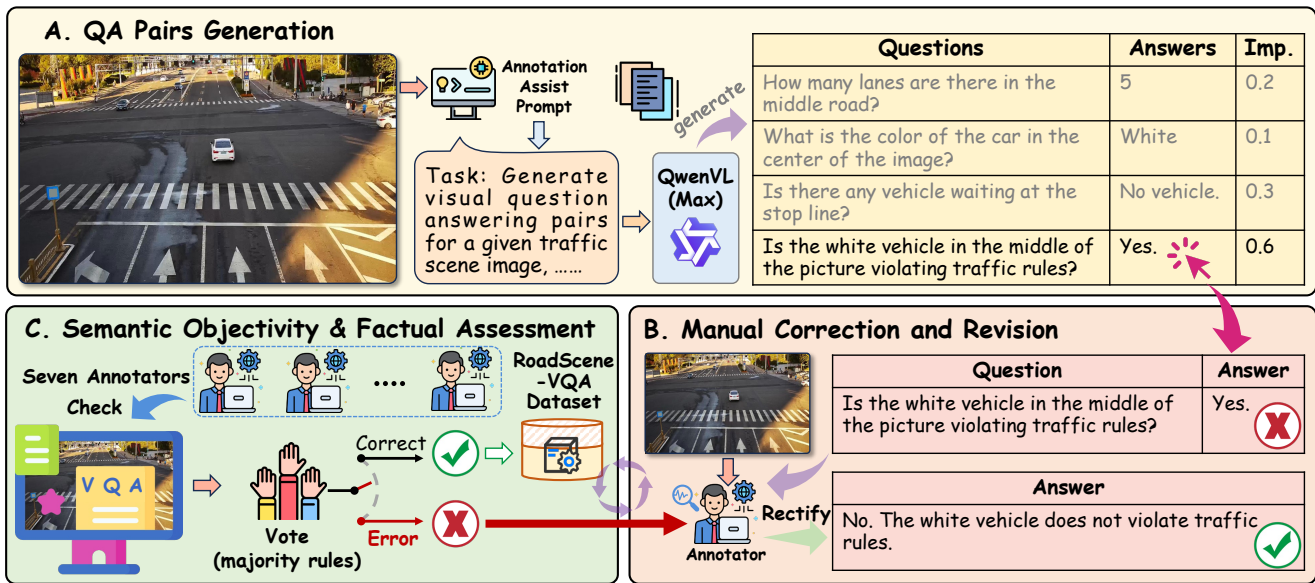 A. QA Pairs Generation
Annotation
Assist
Prompt
Task: Generate
visual question
answering pairs
for a given traffic
scene image, ......
QwenVL
(Max)
generate
Questions Answers Imp.
How many lanes are there in the
middle road?
5 0.2
What is the color of the car in the
center of the image?
White 0.1
Is there any vehicle waiting at the
stop line?
No vehicle. 0.3
Is the white vehicle in the middle of
the picture violating traffic rules?
Yes. 0.6
B. Manual Correction and Revision
Question Answer
Is the white vehicle in the middle of
the picture violating traffic rules?
Yes.
X
Annotator
Rectify
Answer
No. The white vehicle does not violate traffic
rules.
C. Semantic Objectivity & Factual Assessment
Seven Annotators
Check
....
RoadScene
-VQA
Dataset
V Q A
Vote
(majority rules)
Correct
Error
X